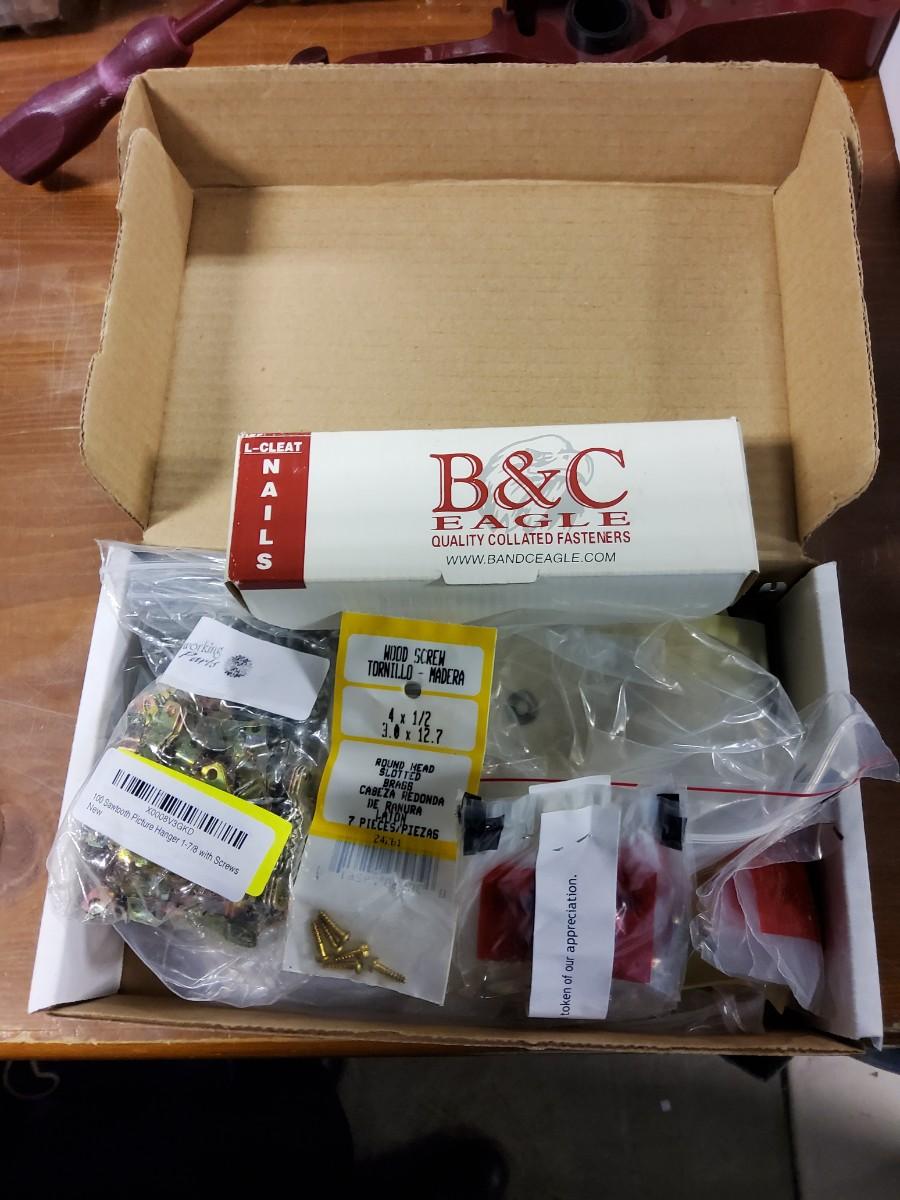 L-CLEAT
NAILS
B&C
EAGLE
QUALITY COLLATED FASTENERS
WWW.BANDCEAGLE.COM
working
Parts
X0008V3GKD
100 Sawtooth Picture Hanger 1-7/8 with Screws
New
WOOD SCREW
TORNILLO - MADERA
4 x 1/2
3.0 x 12.7
ROUND HEAD
SLOTTED
BRASS
CABEZA REDONDA
DE RANURA
LATON
7 PIECES/PIEZAS
token of our appreciation.